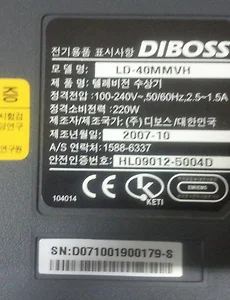 전기용품 표시사항 DIBOSS
모 델 명: LD-40MMVH
제 품 명: 텔레비전 수상기
정격전압: 100-240V~,50/60Hz,2.5~1.5A
정격소비전력: 220W
제조자/제조국가: (주) 디보스/대한민국
제조년월일: 2007-10
A/S 연락처: 1588-6337
안전인증번호: HL09012-5004D
CE
KETI
104014
SN:D071001900179-S